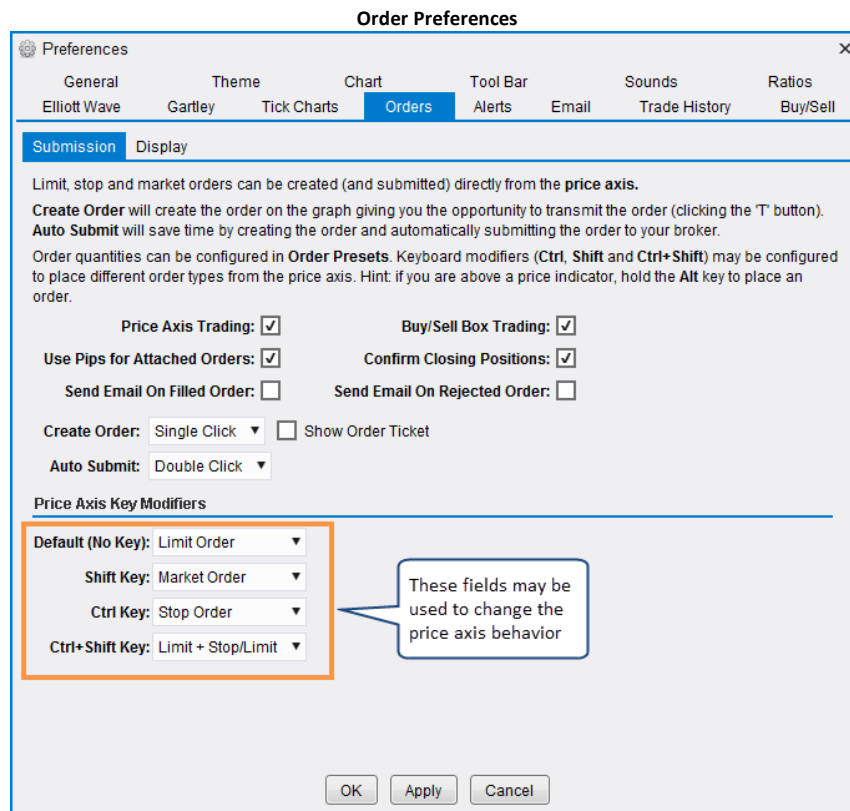 Order Preferences
Preferences
General Theme Chart Tool Bar Sounds Ratios
Elliott Wave Gartley Tick Charts Orders Alerts Email Trade History Buy/Sell
Submission Display
Limit, stop and market orders can be created (and submitted) directly from the price axis.
Create Order will create the order on the graph giving you the opportunity to transmit the order (clicking the 'T' button).
Auto Submit will save time by creating the order and automatically submitting the order to your broker.
Order quantities can be configured in Order Presets. Keyboard modifiers (Ctrl, Shift and Ctrl+Shift) may be configured
to place different order types from the price axis. Hint: if you are above a price indicator, hold the Alt key to place an
order.
Price Axis Trading: Buy/Sell Box Trading:
Use Pips for Attached Orders: Confirm Closing Positions:
Send Email On Filled Order: Send Email On Rejected Order:
Create Order: Single Click Show Order Ticket
Auto Submit: Double Click
Price Axis Key Modifiers
Default (No Key): Limit Order
Shift Key: Market Order
Ctrl Key: Stop Order
Ctrl+Shift Key: Limit + Stop/Limit
These fields may be
used to change the
price axis behavior
OK Apply Cancel